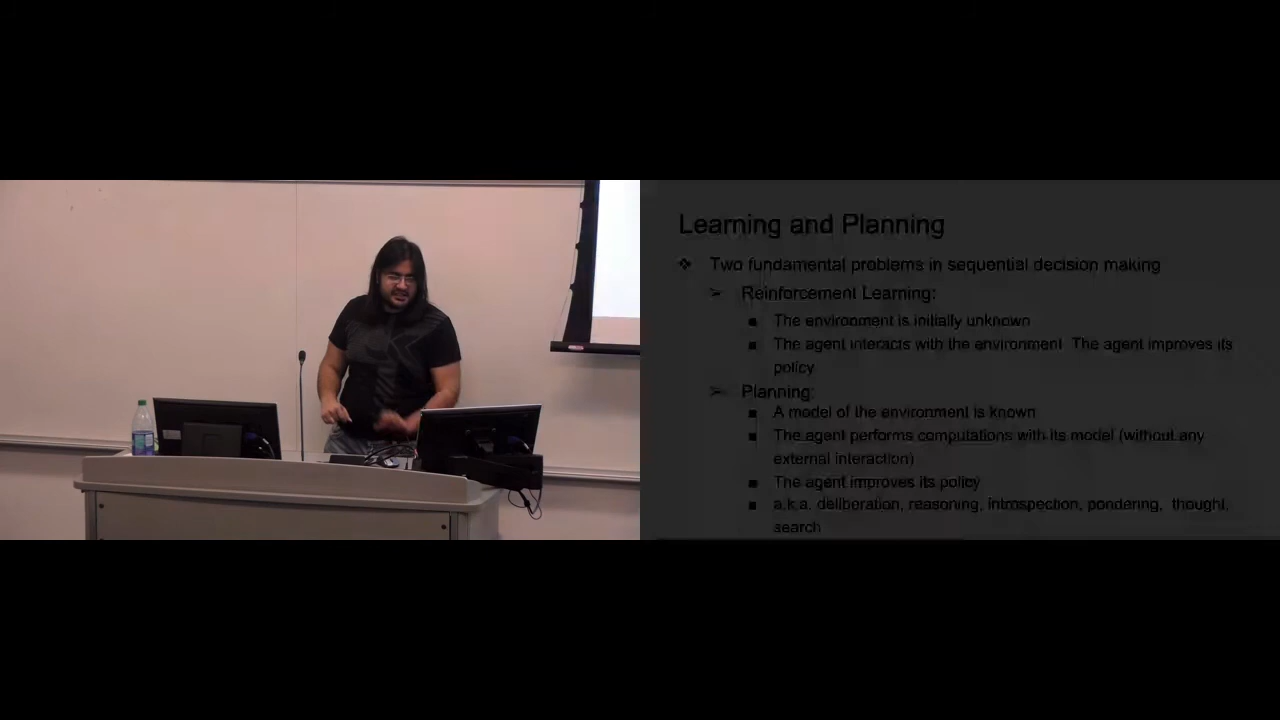 Learning and Planning
❖ Two fundamental problems in sequential decision making
➢ Reinforcement Learning:
■ The environment is initially unknown
■ The agent interacts with the environment The agent improves its
policy
➢ Planning:
■ A model of the environment is known
■ The agent performs computations with its model (without any
external interaction)
■ The agent improves its policy
■ a.k.a. deliberation, reasoning, introspection, pondering, thought,
search